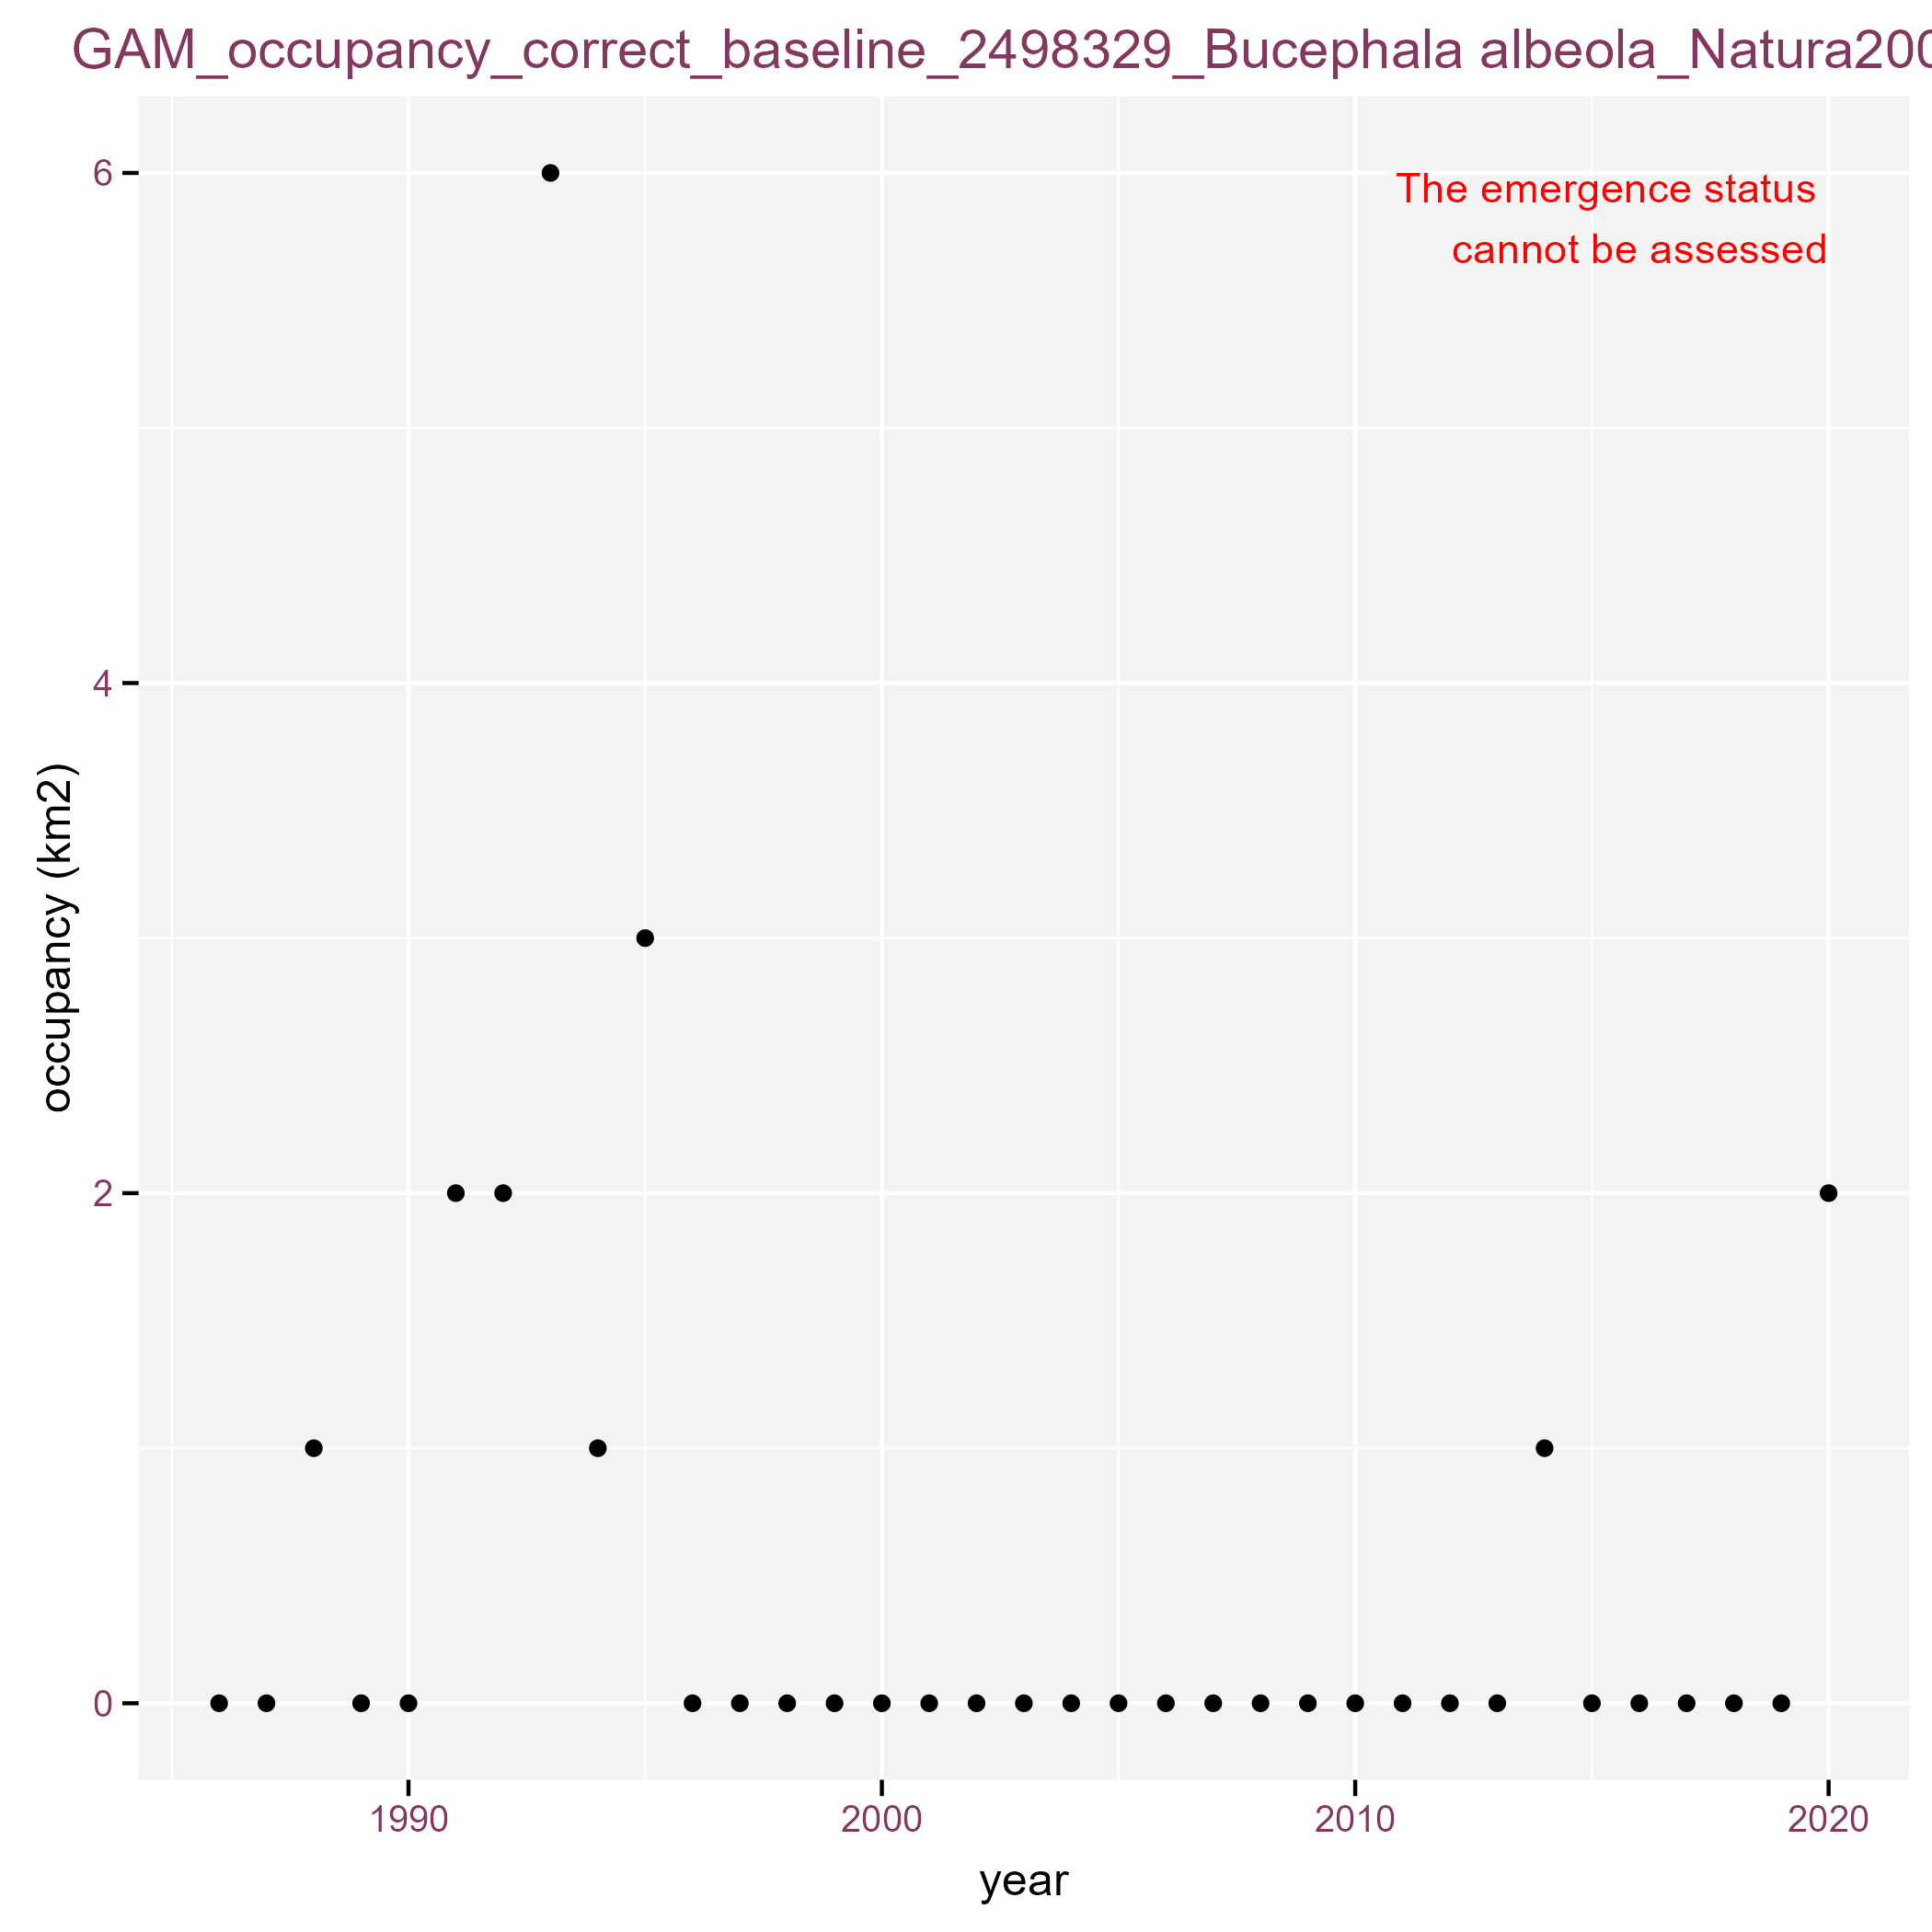 GAM_occupancy_correct_baseline_2498329_Bucephala albeola_Natura200
6
The emergence status
cannot be assessed
4
occupancy (km2)
2
0
1990 2000 2010 2020
year